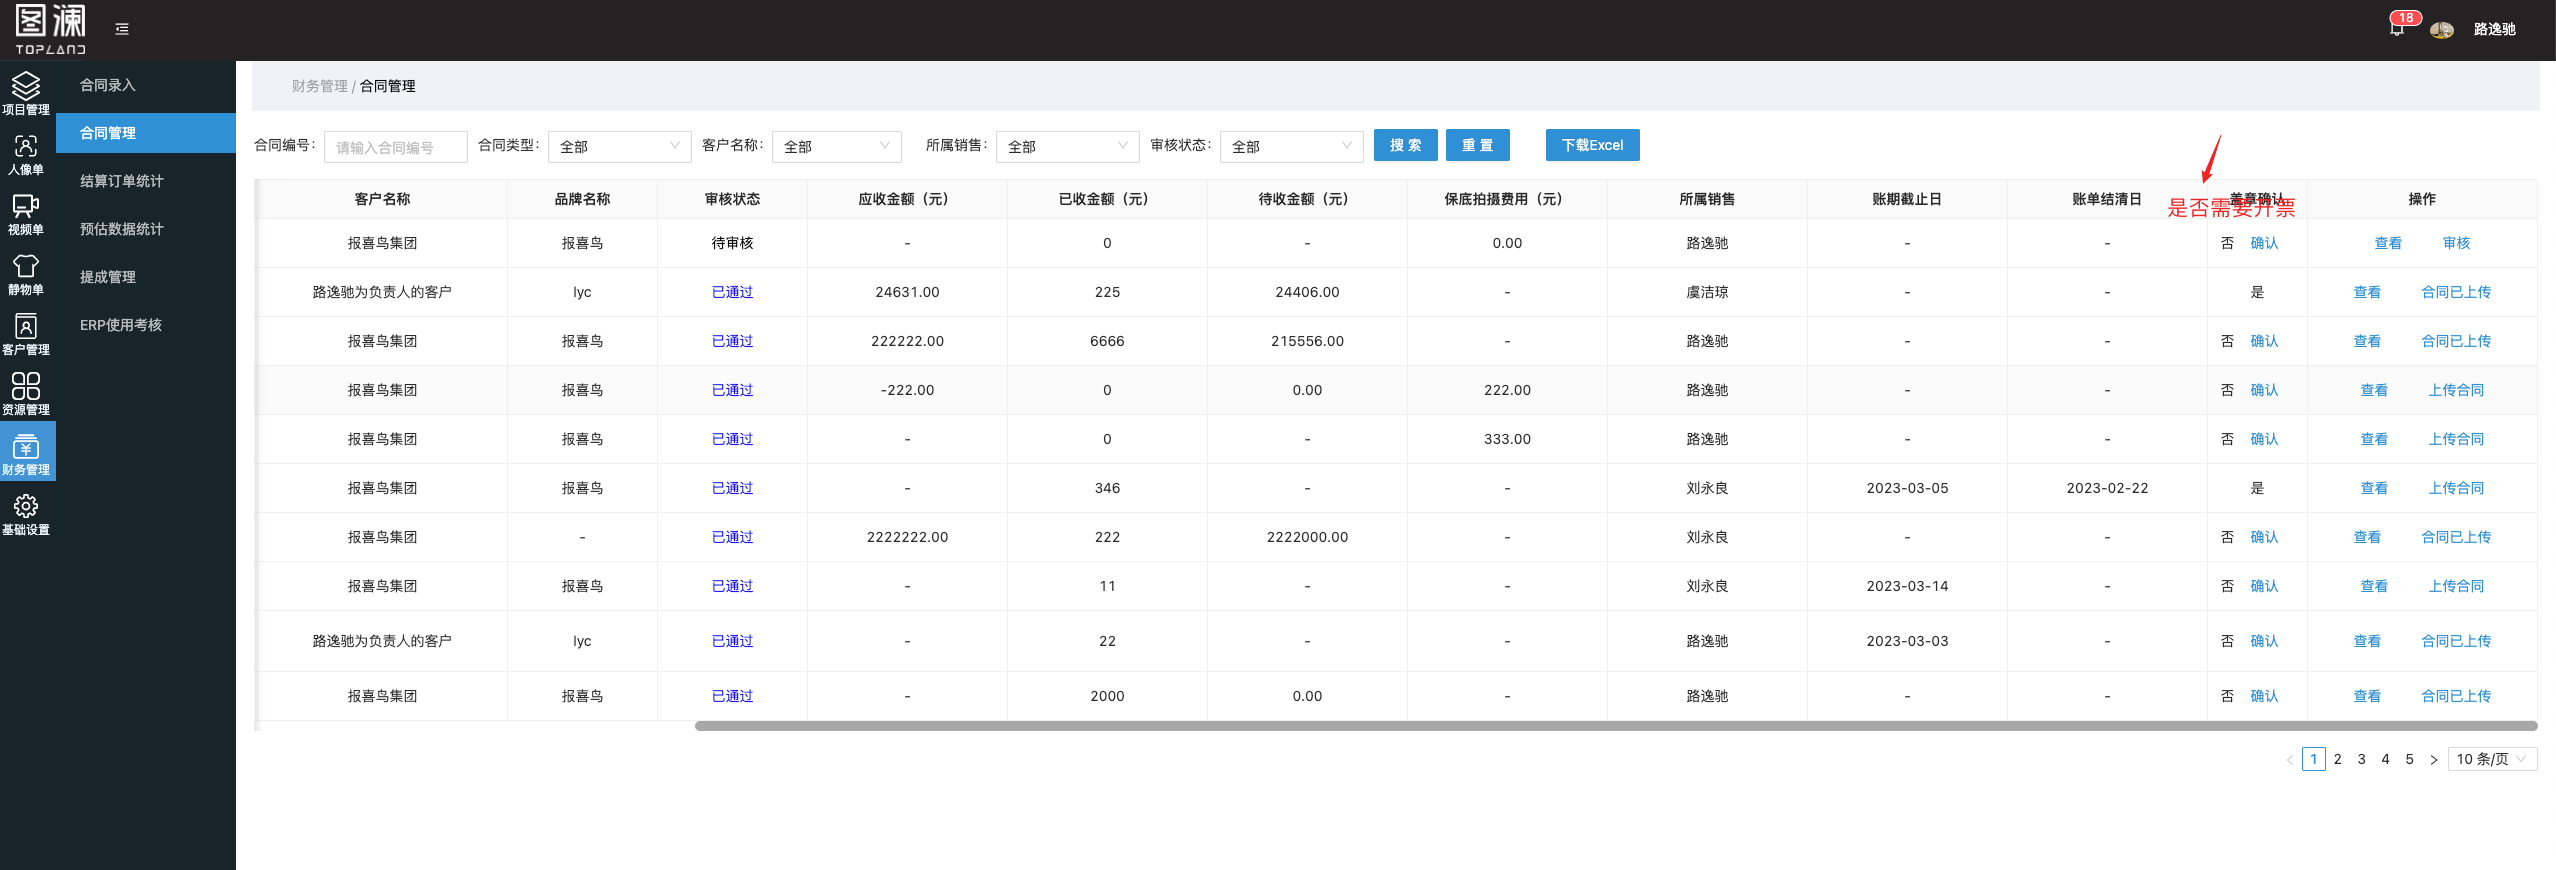 图澜
TOPLAND
18
路逸驰
项目管理
人像单
视频单
静物单
客户管理
资源管理
财务管理
基础设置
合同录入
合同管理
结算订单统计
预估数据统计
提成管理
ERP使用考核
财务管理 / 合同管理
合同编号: 请输入合同编号 合同类型: 全部 客户名称: 全部 所属销售: 全部 审核状态: 全部 搜 索 重 置 下载Excel
客户名称 品牌名称 审核状态 应收金额（元） 已收金额（元） 待收金额（元） 保底拍摄费用（元） 所属销售 账期截止日 账单结清日 盖章确认 操作
是否需要开票
报喜鸟集团 报喜鸟 待审核 - 0 - 0.00 路逸驰 - - 否 确认 查看 审核
路逸驰为负责人的客户 lyc 已通过 24631.00 225 24406.00 - 虞洁琼 - - 是 查看 合同已上传
报喜鸟集团 报喜鸟 已通过 222222.00 6666 215556.00 - 路逸驰 - - 否 确认 查看 合同已上传
报喜鸟集团 报喜鸟 已通过 -222.00 0 0.00 222.00 路逸驰 - - 否 确认 查看 上传合同
报喜鸟集团 报喜鸟 已通过 - 0 - 333.00 路逸驰 - - 否 确认 查看 上传合同
报喜鸟集团 报喜鸟 已通过 - 346 - - 刘永良 2023-03-05 2023-02-22 是 查看 上传合同
报喜鸟集团 - 已通过 2222222.00 222 2222000.00 - 刘永良 - - 否 确认 查看 合同已上传
报喜鸟集团 报喜鸟 已通过 - 11 - - 刘永良 2023-03-14 - 否 确认 查看 上传合同
路逸驰为负责人的客户 lyc 已通过 - 22 - - 路逸驰 2023-03-03 - 否 确认 查看 合同已上传
报喜鸟集团 报喜鸟 已通过 - 2000 0.00 - 路逸驰 - - 否 确认 查看 合同已上传
< 1 2 3 4 5 > 10 条/页